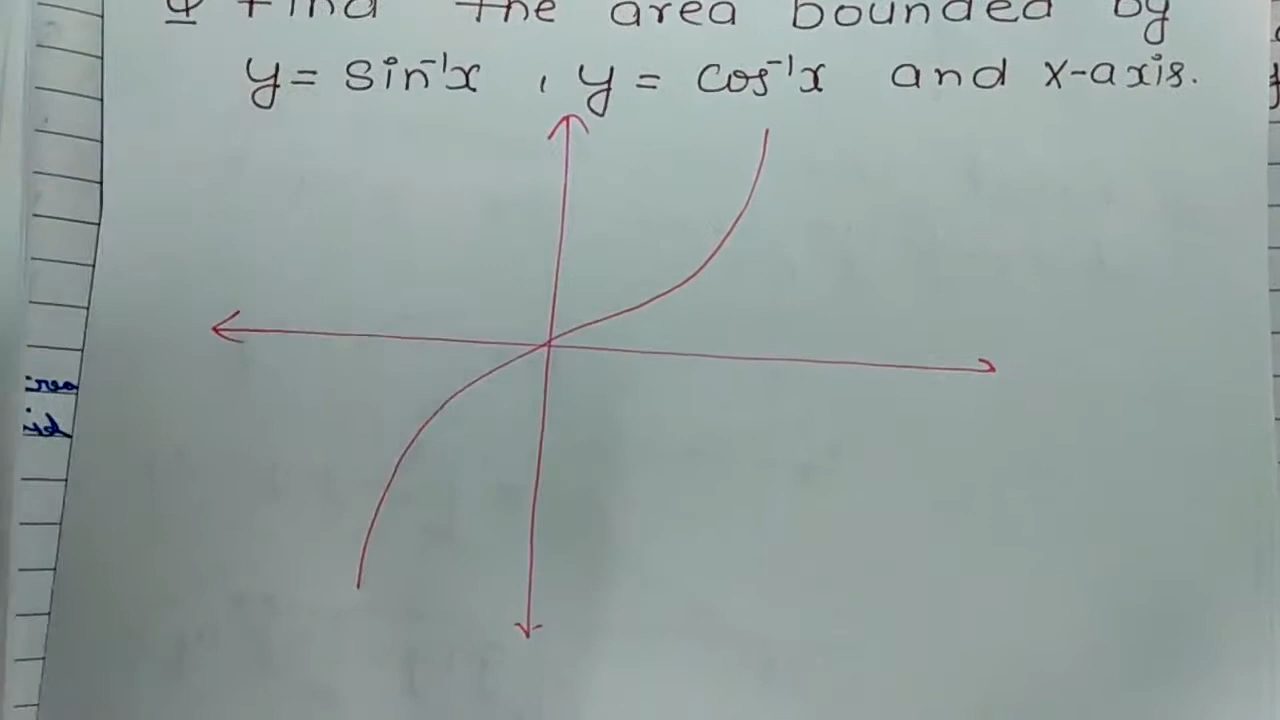 Q Find the area bounded by
y = sin⁻¹x , y = cos⁻¹x and x-axis.